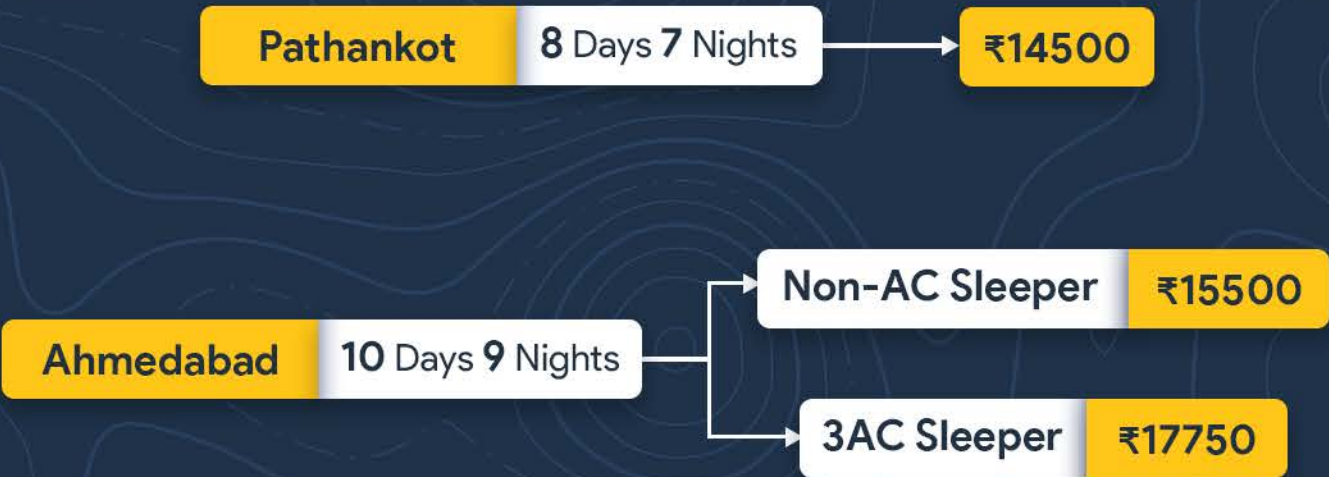 Pathankot 8 Days 7 Nights ₹14500
Non-AC Sleeper ₹15500
Ahmedabad 10 Days 9 Nights
3AC Sleeper ₹17750